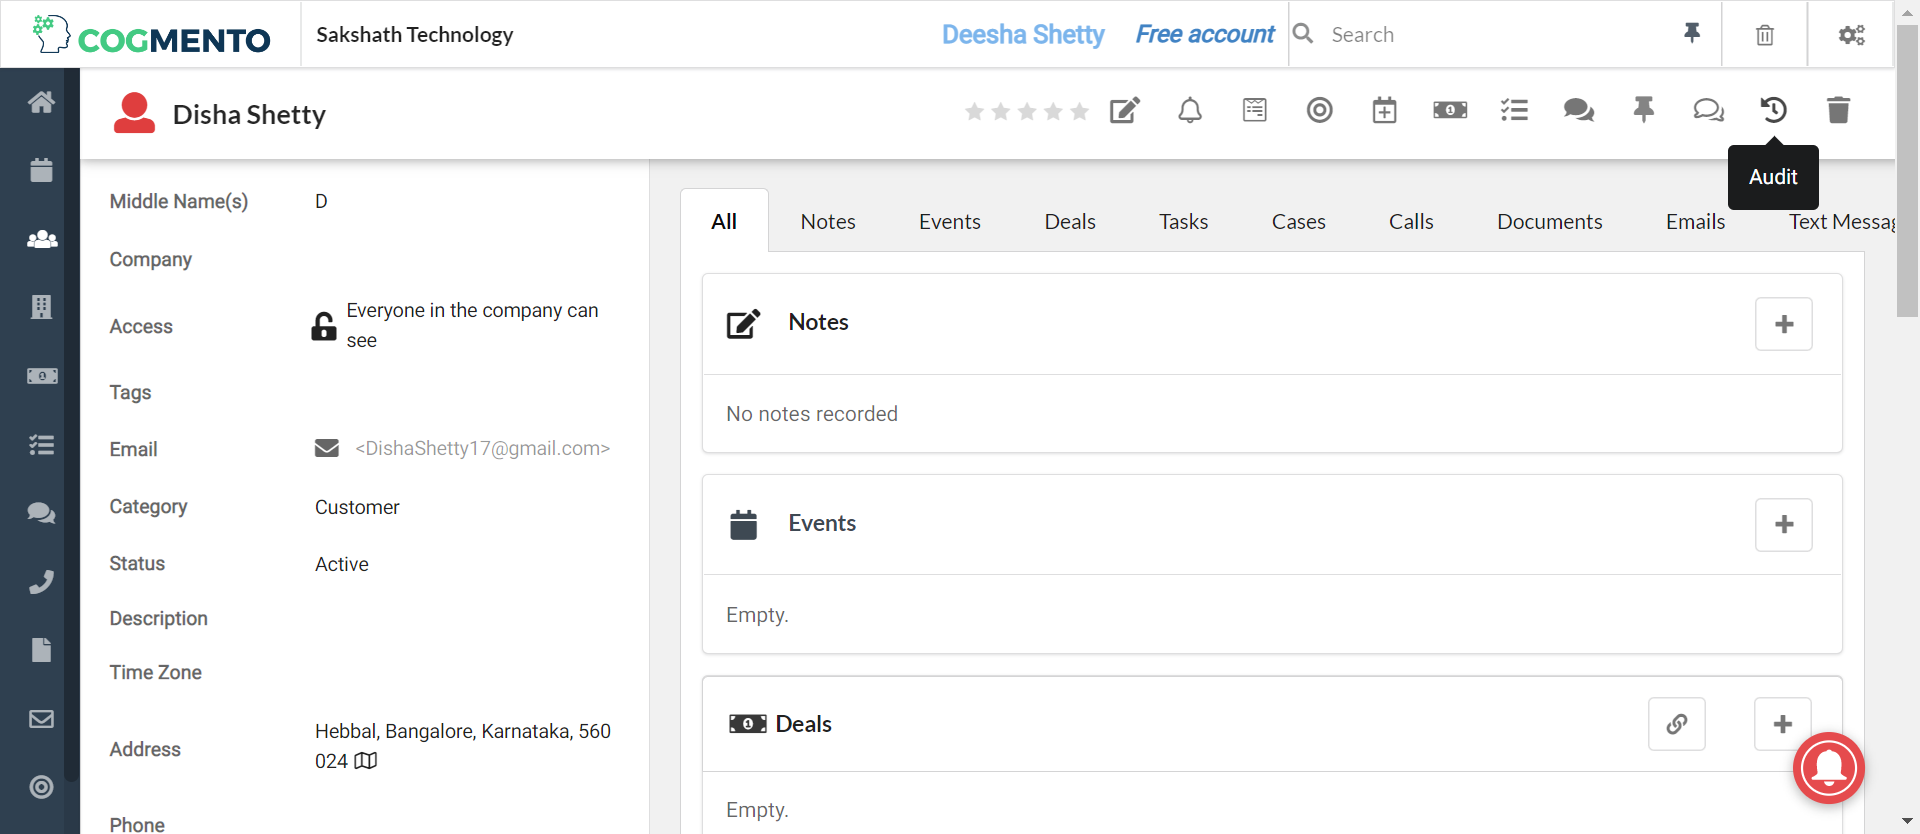 COGMENTO
Sakshath Technology
Deesha Shetty
Free account
Search
Disha Shetty
Audit
Middle Name(s)
D
Company
Access
Everyone in the company can
see
Tags
Email
<DishaShetty17@gmail.com>
Category
Customer
Status
Active
Description
Time Zone
Address
Hebbal, Bangalore, Karnataka, 560
024
Phone
All
Notes
Events
Deals
Tasks
Cases
Calls
Documents
Emails
Text Messag
Notes
No notes recorded
Events
Empty.
Deals
Empty.